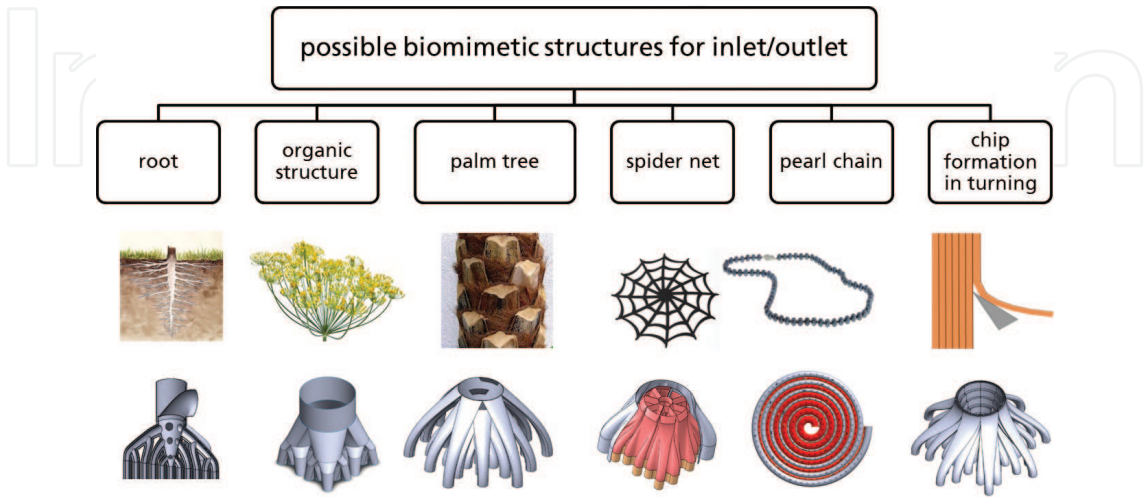 possible biomimetic structures for inlet/outlet
root
organic
structure
palm tree
spider net
pearl chain
chip
formation
in turning